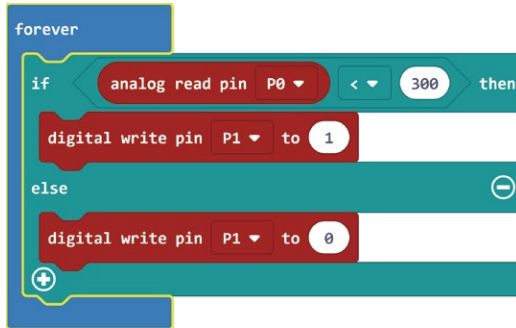 forever
if analog read pin P0 < 300 then
digital write pin P1 to 1
else
digital write pin P1 to 0